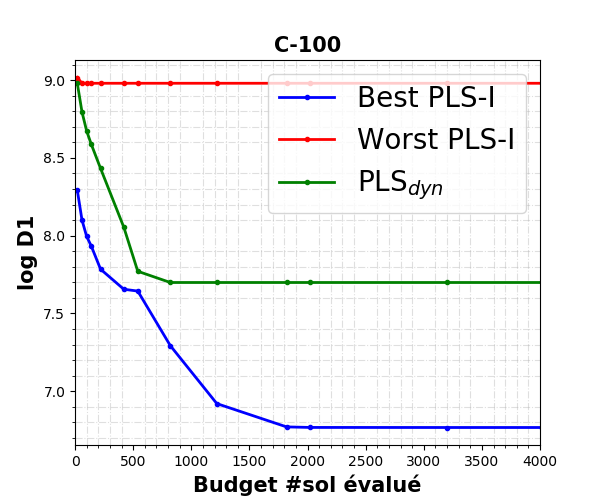 C-100
log D1
9.0
8.5
8.0
7.5
7.0
Best PLS-I
Worst PLS-I
PLS_dyn
0 500 1000 1500 2000 2500 3000 3500 4000
Budget #sol évalué